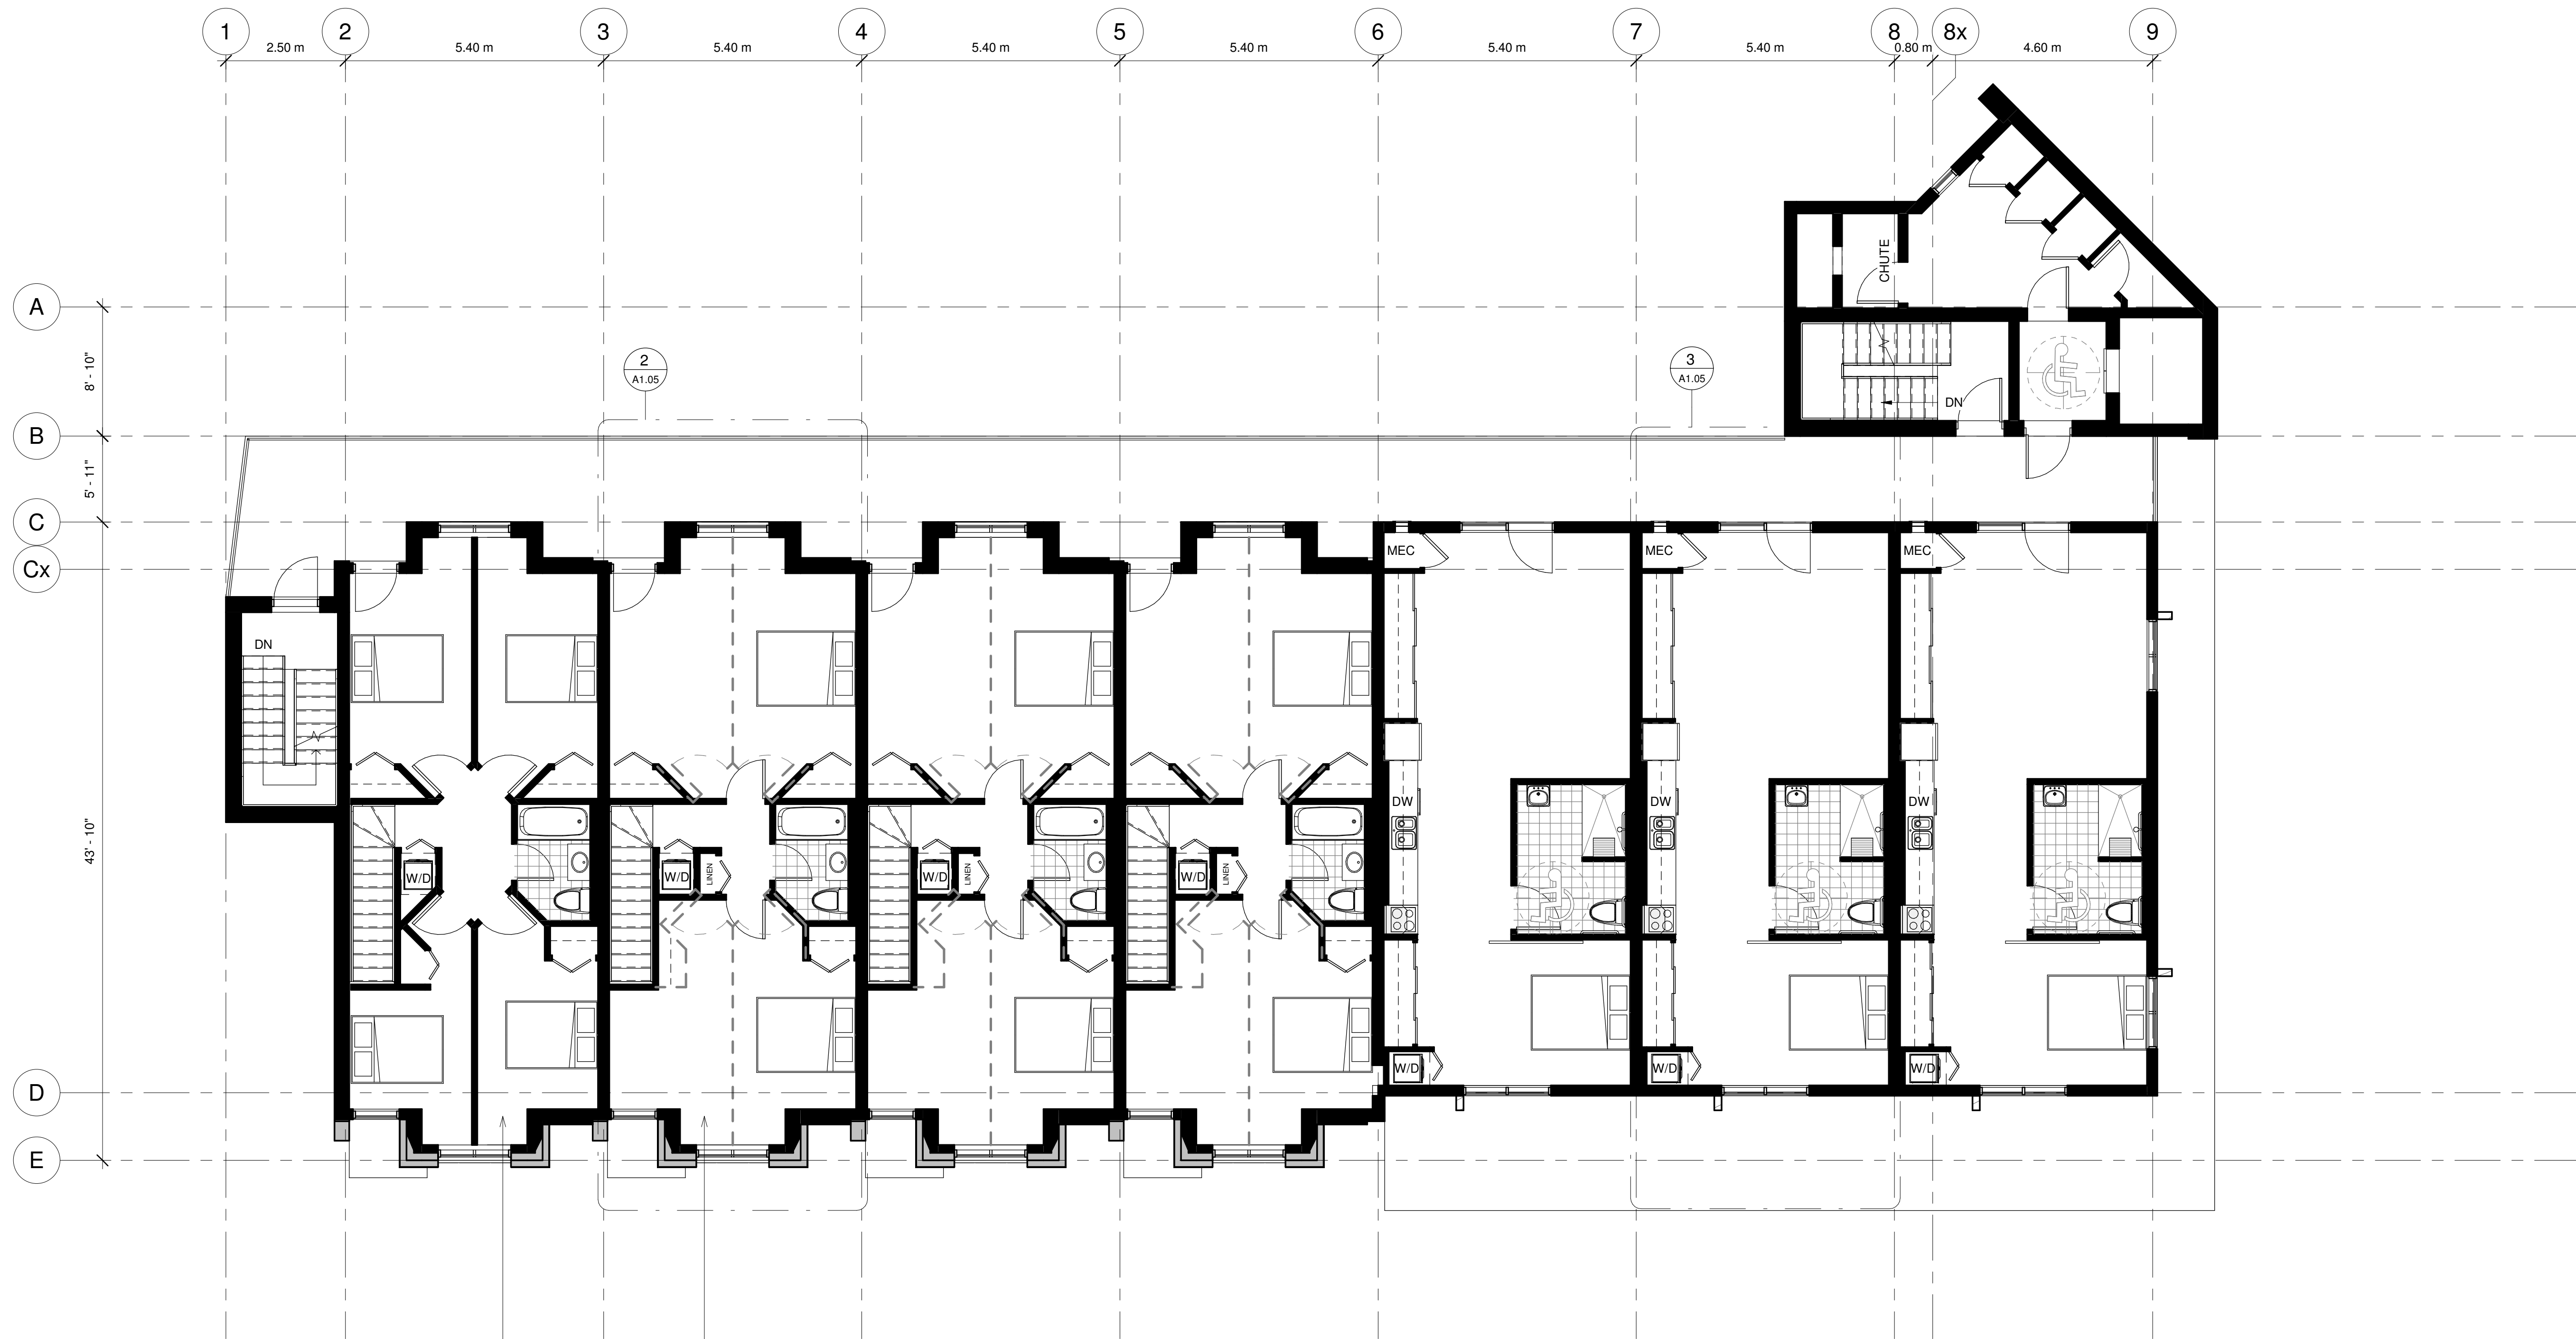 1
2
3
4
5
6
7
8
8x
9
2.50 m
5.40 m
5.40 m
5.40 m
5.40 m
5.40 m
5.40 m
0.80 m
4.60 m
A
B
C
Cx
D
E
8' - 10"
5' - 11"
43' - 10"
CHUTE
2
A1.05
3
A1.05
DN
DN
MEC
MEC
MEC
DW
DW
DW
W/D
W/D
LINEN
W/D
LINEN
W/D
LINEN
W/D
W/D
W/D